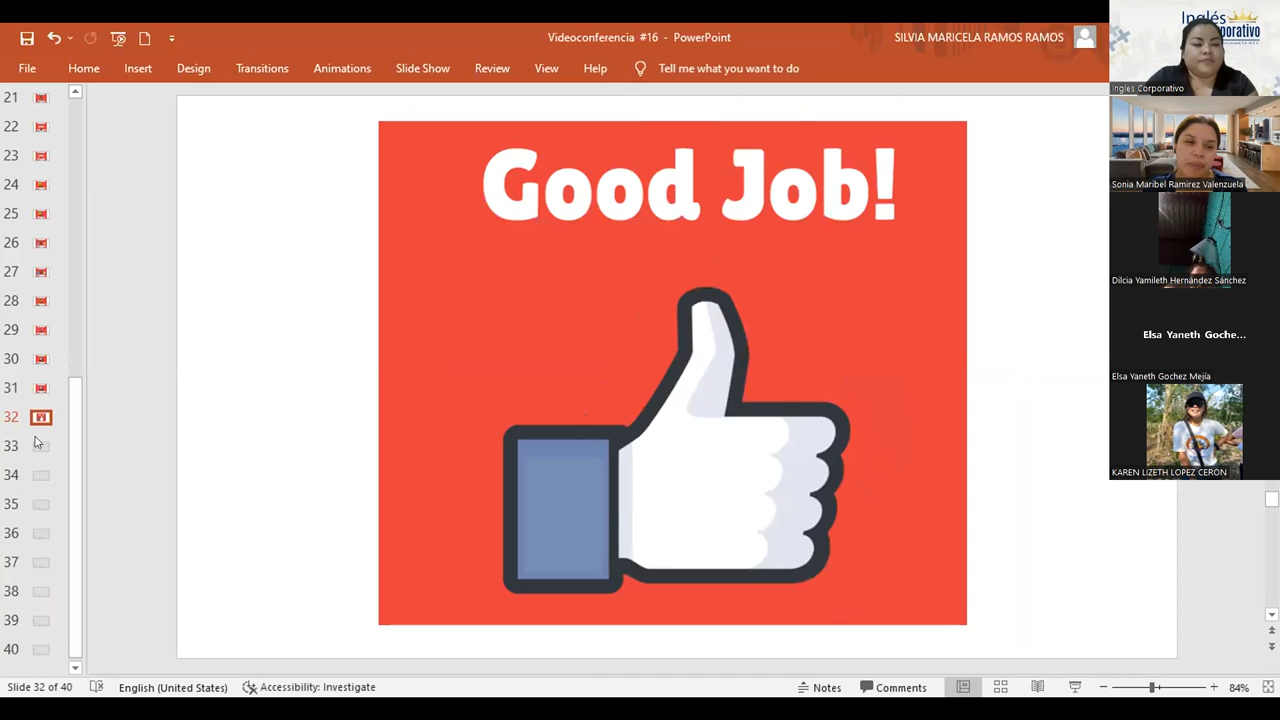 Videoconferencia #16 - PowerPoint
SILVIA MARICELA RAMOS RAMOS
File Home Insert Design Transitions Animations Slide Show Review View Help Tell me what you want to do
21
22
23
24
25
26
27
28
29
30
31
32
33
34
35
36
37
38
39
40
Good Job!
Inglés
Ingles Corporativo
Sonia Maribel Ramirez Valenzuela
Dilcia Yamileth Hernández Sánchez
Elsa Yaneth Goche...
Elsa Yaneth Gochez Mejía
KAREN LIZETH LOPEZ CERON
Slide 32 of 40 English (United States) Accessibility: Investigate Notes Comments 84%